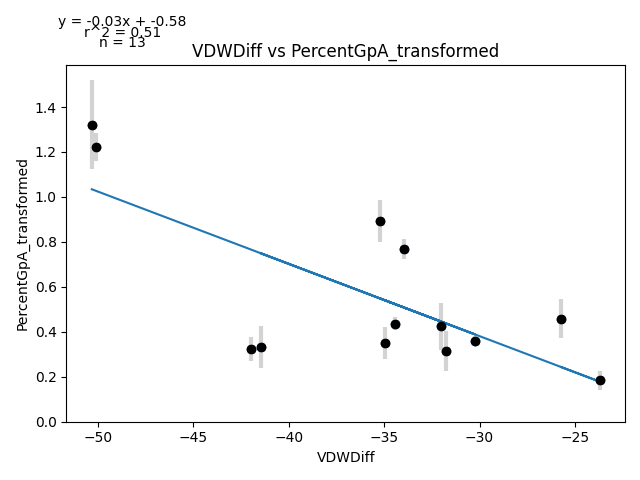 y = -0.03x + -0.58
r^2 = 0.51
n = 13
VDWDiff vs PercentGpA_transformed
PercentGpA_transformed
1.4
1.2
1.0
0.8
0.6
0.4
0.2
0.0
−50
−45
−40
−35
−30
−25
VDWDiff